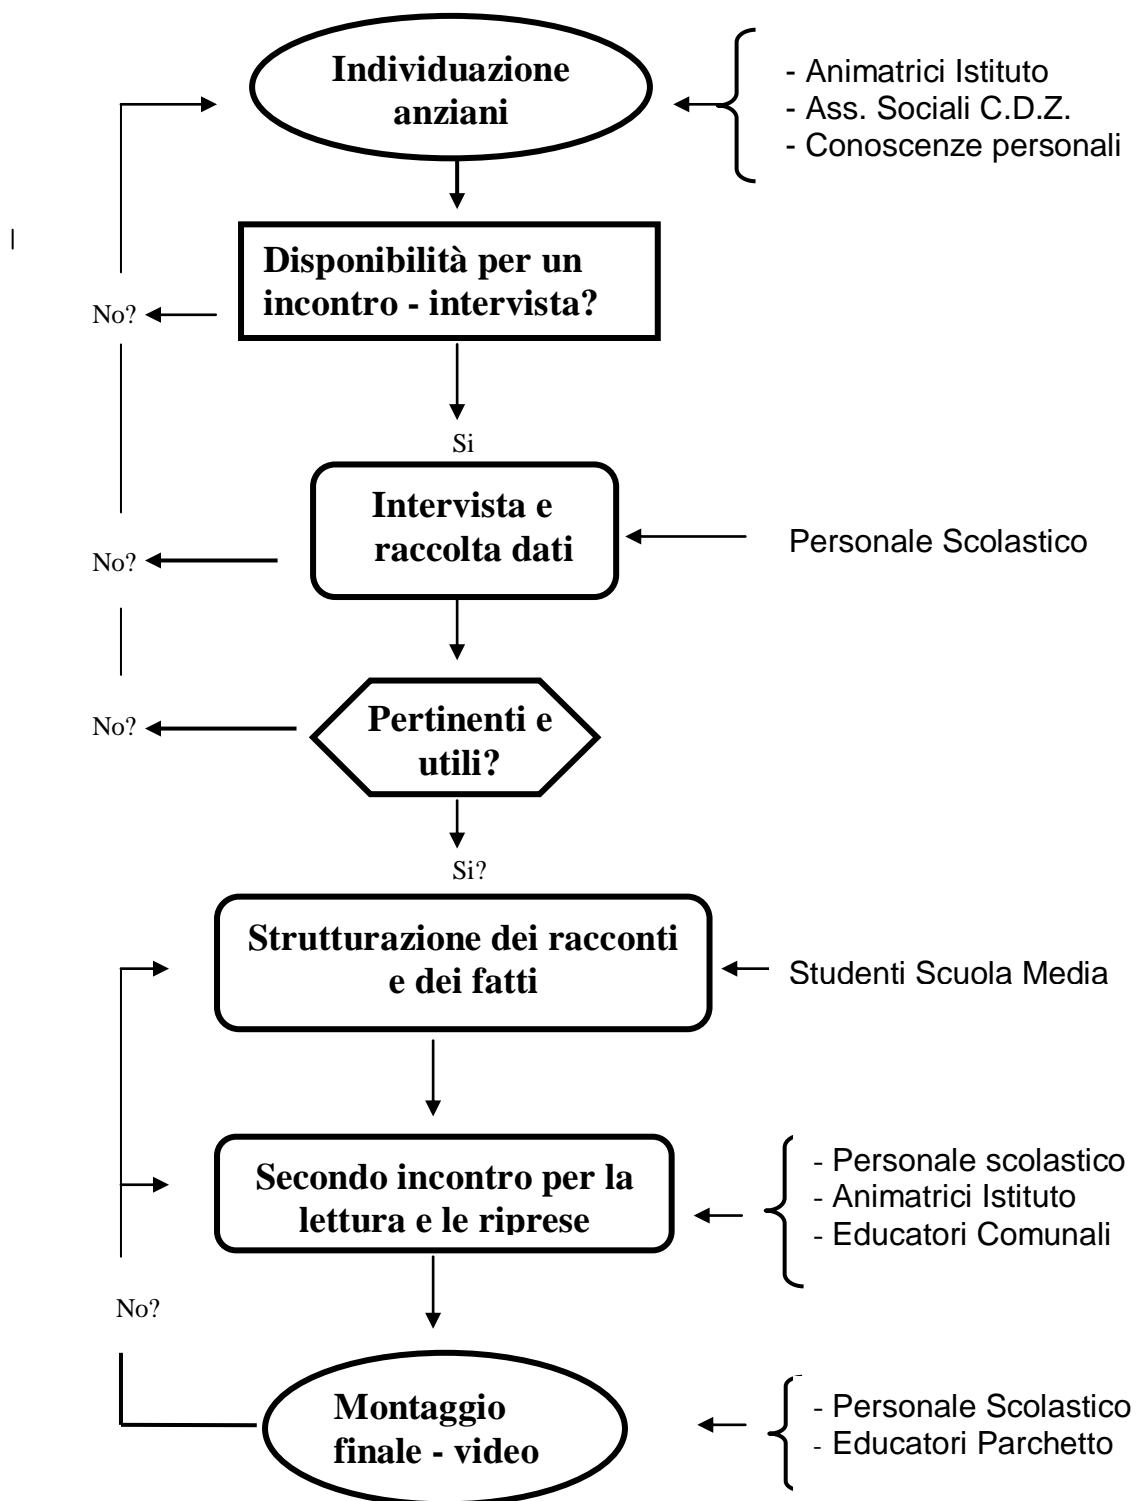 Individuazione
anziani
- Animatrici Istituto
- Ass. Sociali C.D.Z.
- Conoscenze personali
Disponibilità per un
incontro - intervista?
No?
Si
Intervista e
raccolta dati
Personale Scolastico
No?
Pertinenti e
utili?
No?
Si?
Strutturazione dei racconti
e dei fatti
Studenti Scuola Media
Secondo incontro per la
lettura e le riprese
- Personale scolastico
- Animatrici Istituto
- Educatori Comunali
No?
Montaggio
finale - video
- Personale Scolastico
- Educatori Parchetto